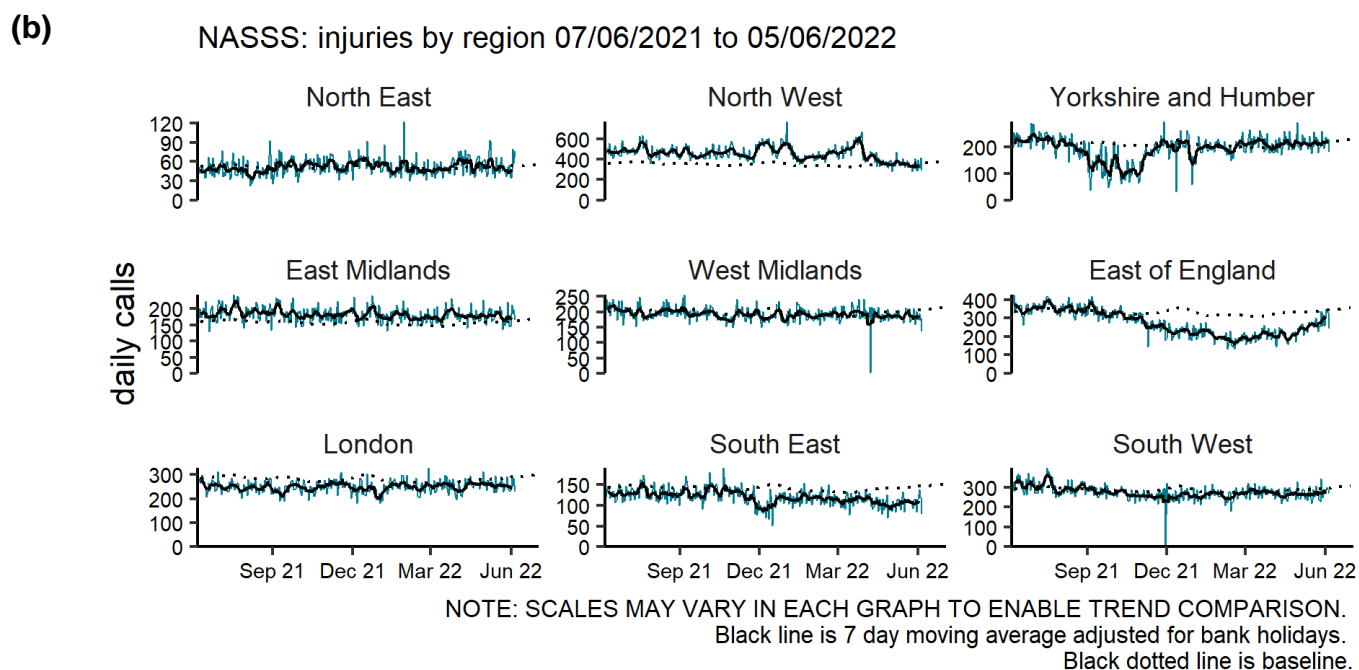 (b)
NASSS: injuries by region 07/06/2021 to 05/06/2022
North East
North West
Yorkshire and Humber
120
90
60
30
0
600
400
200
0
200
100
0
East Midlands
West Midlands
East of England
daily calls
200
150
100
50
0
250
200
150
100
50
0
400
300
200
100
0
London
South East
South West
300
200
100
0
150
100
50
0
300
200
100
0
Sep 21 Dec 21 Mar 22 Jun 22
Sep 21 Dec 21 Mar 22 Jun 22
Sep 21 Dec 21 Mar 22 Jun 22
NOTE: SCALES MAY VARY IN EACH GRAPH TO ENABLE TREND COMPARISON.
Black line is 7 day moving average adjusted for bank holidays.
Black dotted line is baseline.